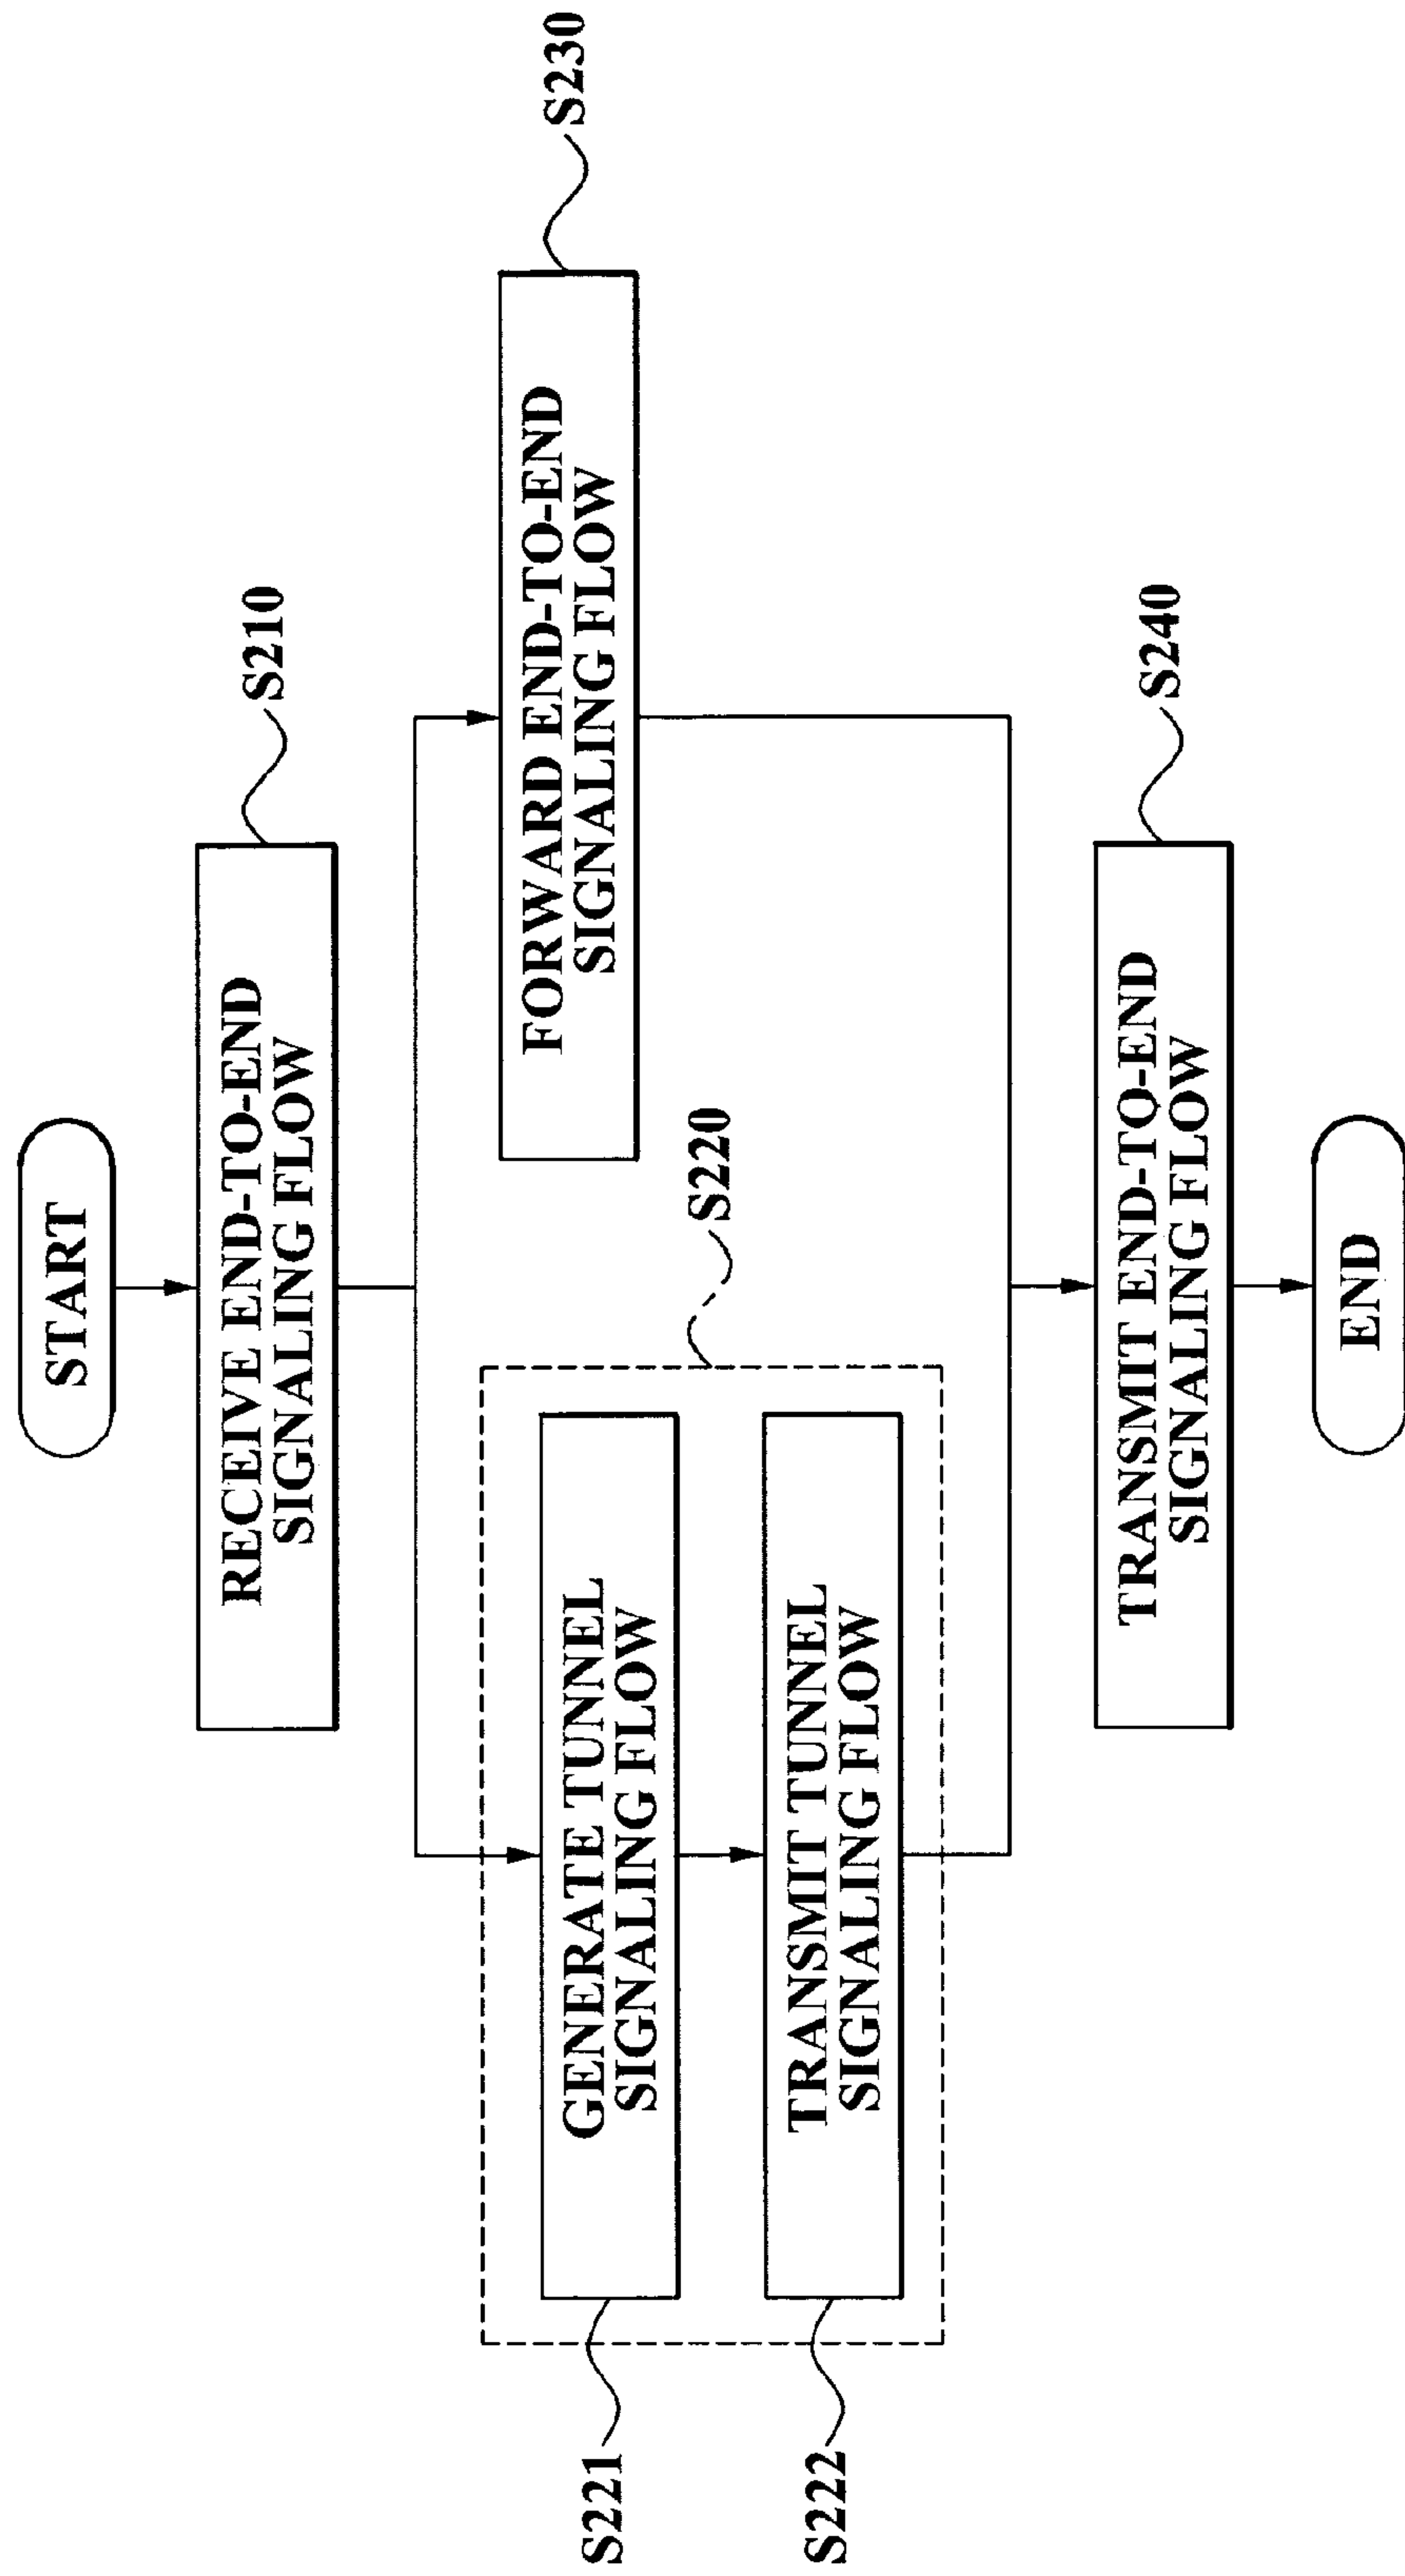 START
RECEIVE END-TO-END
SIGNALING FLOW
S210
S220
S221
GENERATE TUNNEL
SIGNALING FLOW
S222
TRANSMIT TUNNEL
SIGNALING FLOW
FORWARD END-TO-END
SIGNALING FLOW
S230
TRANSMIT END-TO-END
SIGNALING FLOW
S240
END